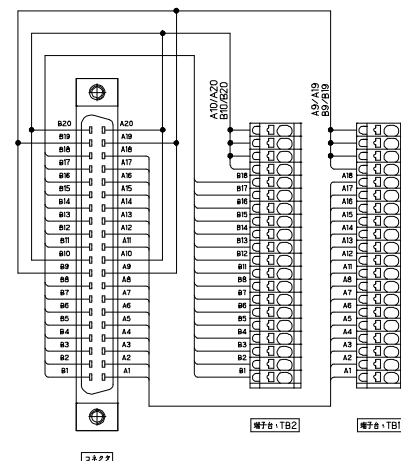 A10/A20
B10/B20
A9/A19
B9/B19
B20
B19
B18
B17
B16
B15
B14
B13
B12
B11
B10
B9
B8
B7
B6
B5
B4
B3
B2
B1
A20
A19
A18
A17
A16
A15
A14
A13
A12
A11
A10
A9
A8
A7
A6
A5
A4
A3
A2
A1
B18
B17
B16
B15
B14
B13
B12
B11
B8
B7
B6
B5
B4
B3
B2
B1
A18
A17
A16
A15
A14
A13
A12
A11
A8
A7
A6
A5
A4
A3
A2
A1
コネクタ
端子台:TB2
端子台:TB1